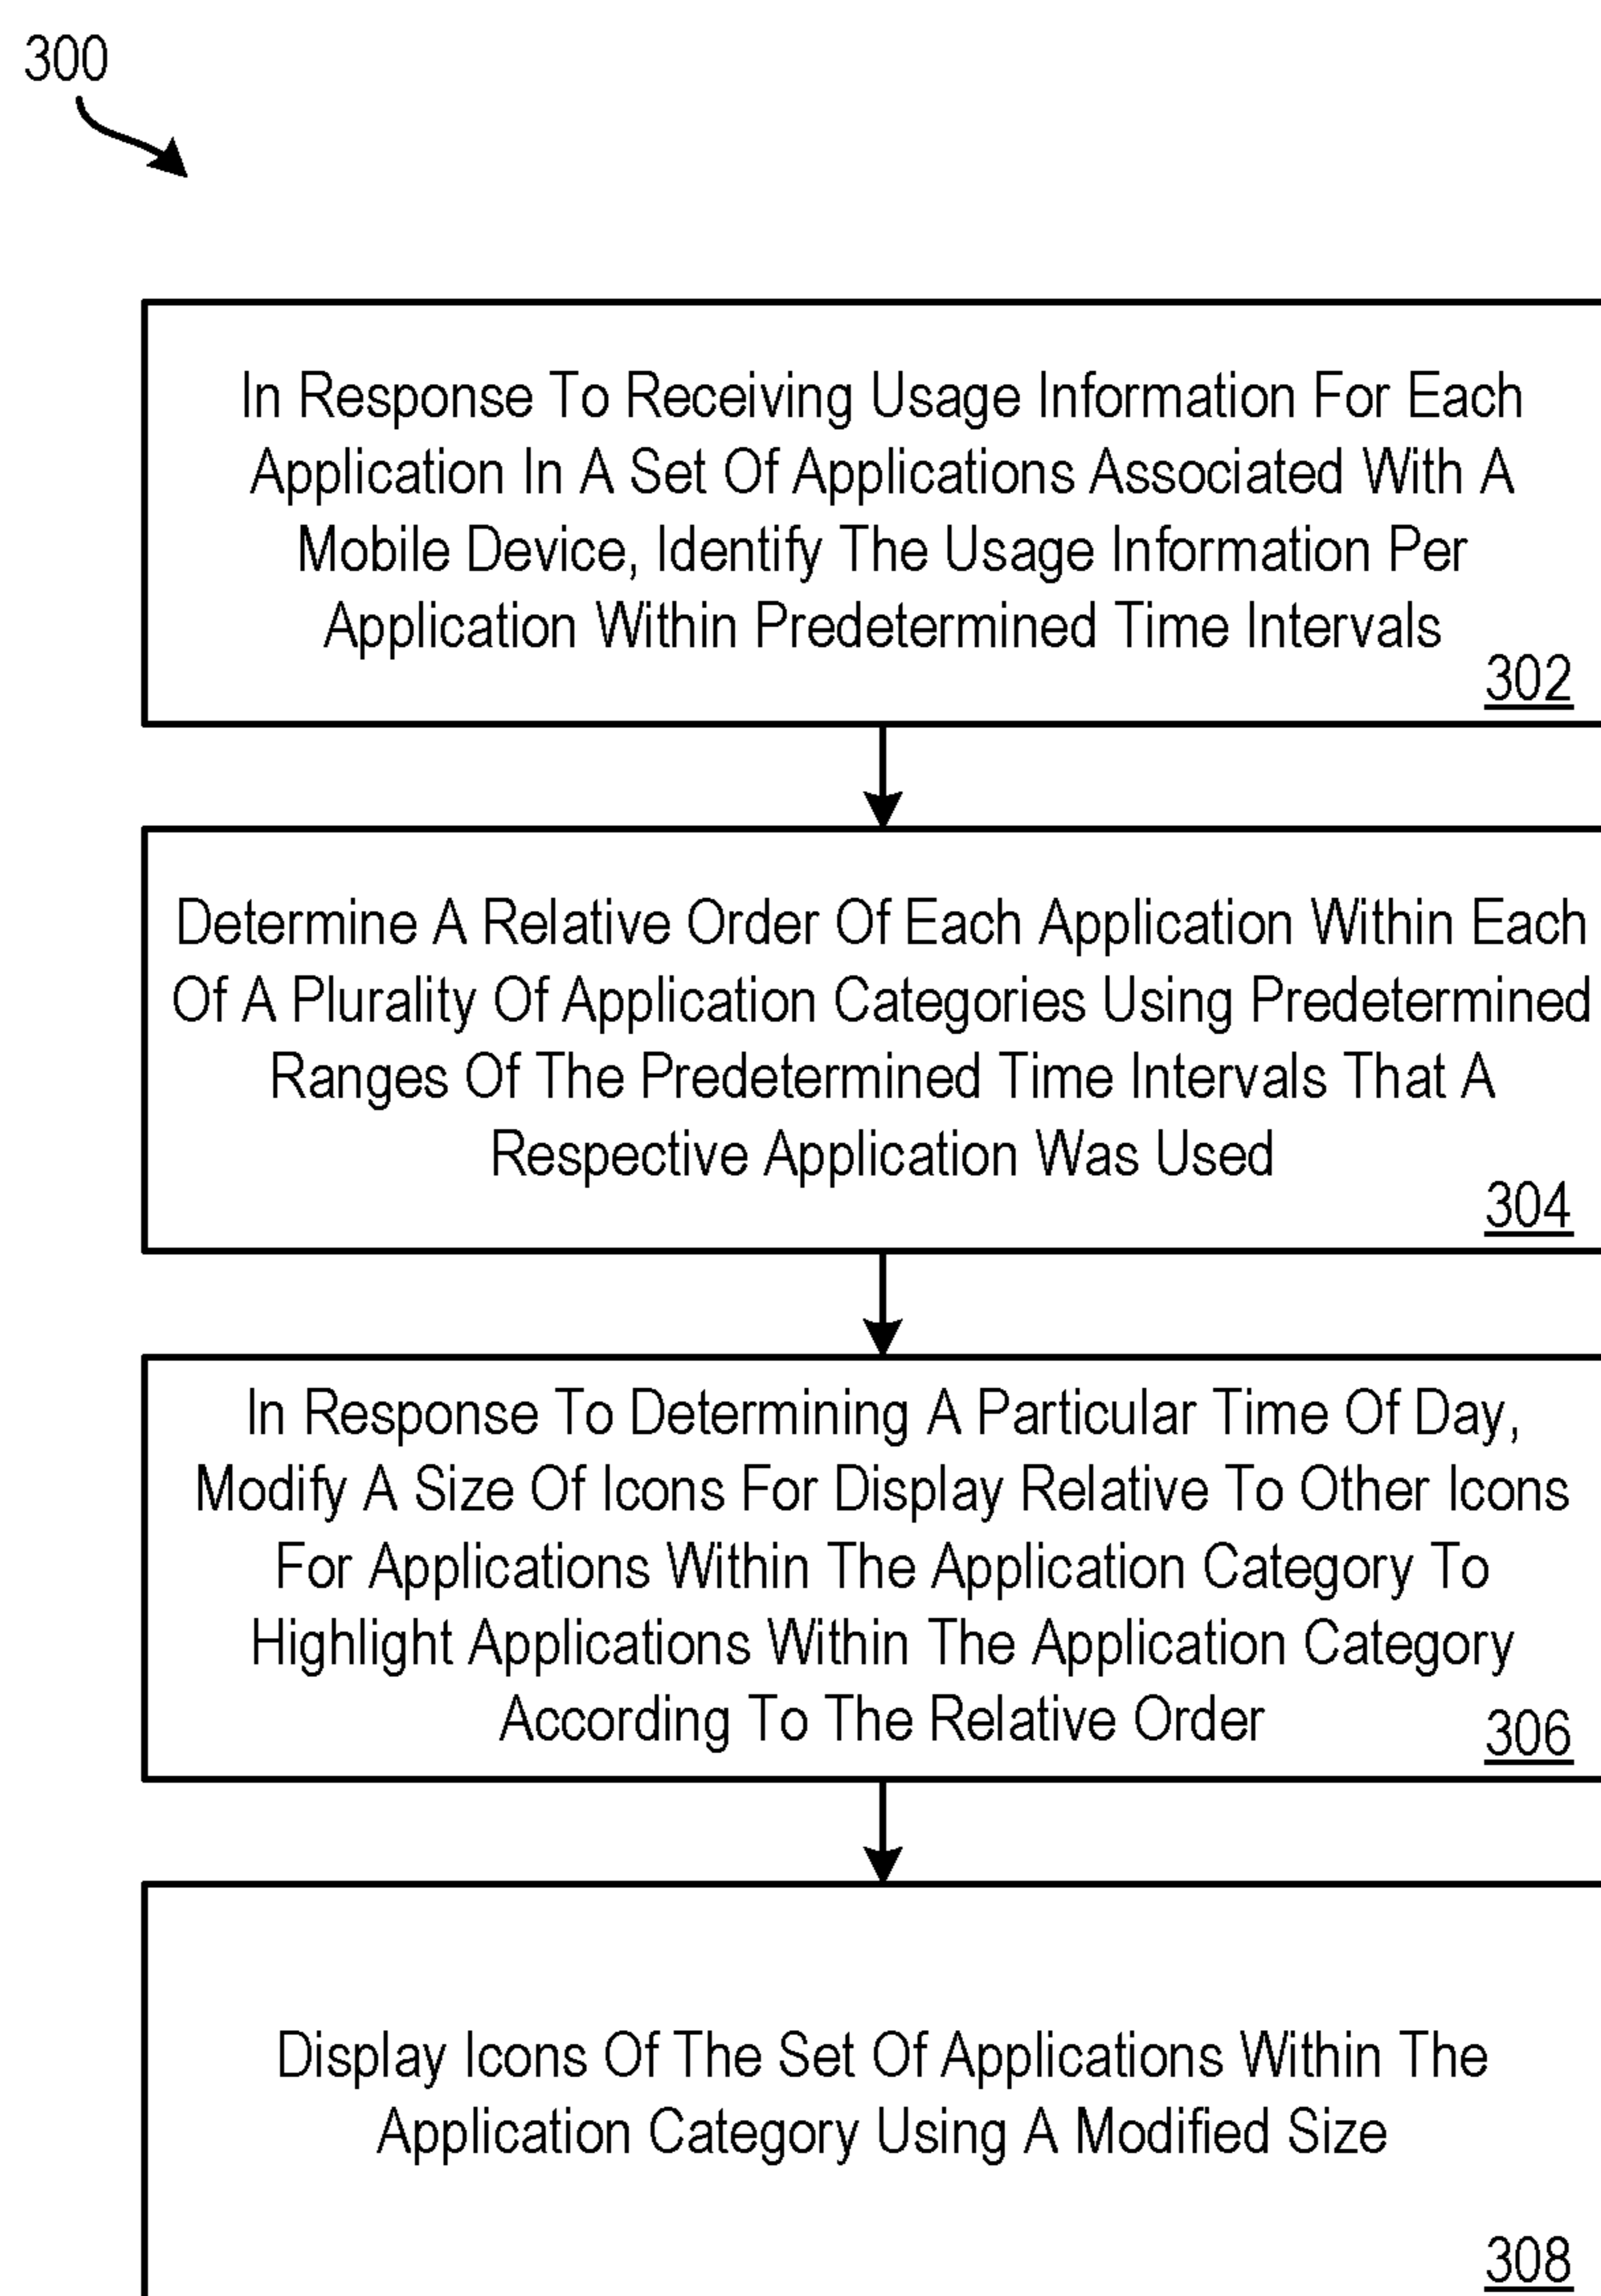 300
In Response To Receiving Usage Information For Each
Application In A Set Of Applications Associated With A
Mobile Device, Identify The Usage Information Per
Application Within Predetermined Time Intervals
302
Determine A Relative Order Of Each Application Within Each
Of A Plurality Of Application Categories Using Predetermined
Ranges Of The Predetermined Time Intervals That A
Respective Application Was Used
304
In Response To Determining A Particular Time Of Day,
Modify A Size Of Icons For Display Relative To Other Icons
For Applications Within The Application Category To
Highlight Applications Within The Application Category
According To The Relative Order
306
Display Icons Of The Set Of Applications Within The
Application Category Using A Modified Size
308